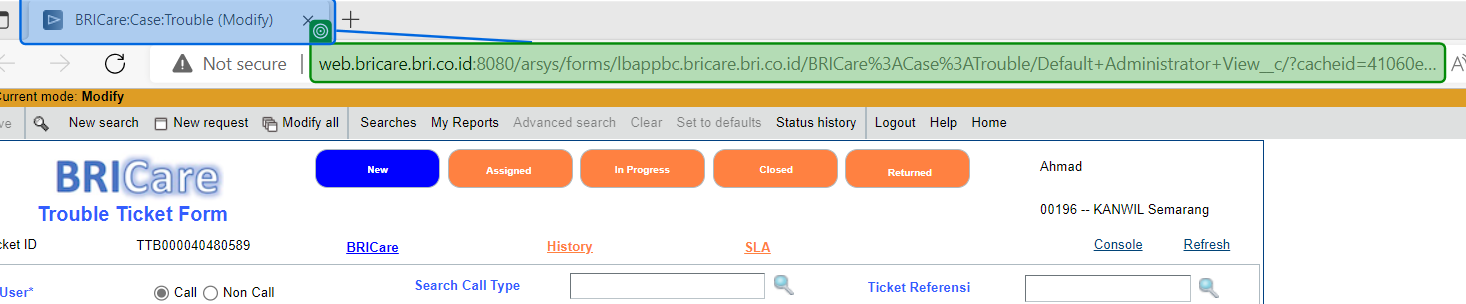 BRICare:Case:Trouble (Modify)
Not secure web.bricare.bri.co.id:8080/arsys/forms/lbappbc.bricare.bri.co.id/BRICare%3ACase%3ATrouble/Default+Administrator+View__c/?cacheid=41060e...
Current mode: Modify
ve New search New request Modify all Searches My Reports Advanced search Clear Set to defaults Status history Logout Help Home
BRICare New Assigned In Progress Closed Returned Ahmad
Trouble Ticket Form 00196 -- KANWIL Semarang
cket ID TTB000040480589 BRICare History SLA Console Refresh
User* Call Non Call Search Call Type Ticket Referensi